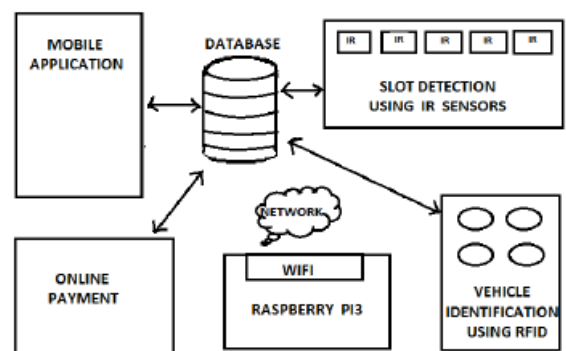 MOBILE
APPLICATION
DATABASE
IR IR IR IR IR
SLOT DETECTION
USING IR SENSORS
NETWORK
ONLINE
PAYMENT
WIFI
RASPBERRY PI3
VEHICLE
IDENTIFICATION
USING RFID